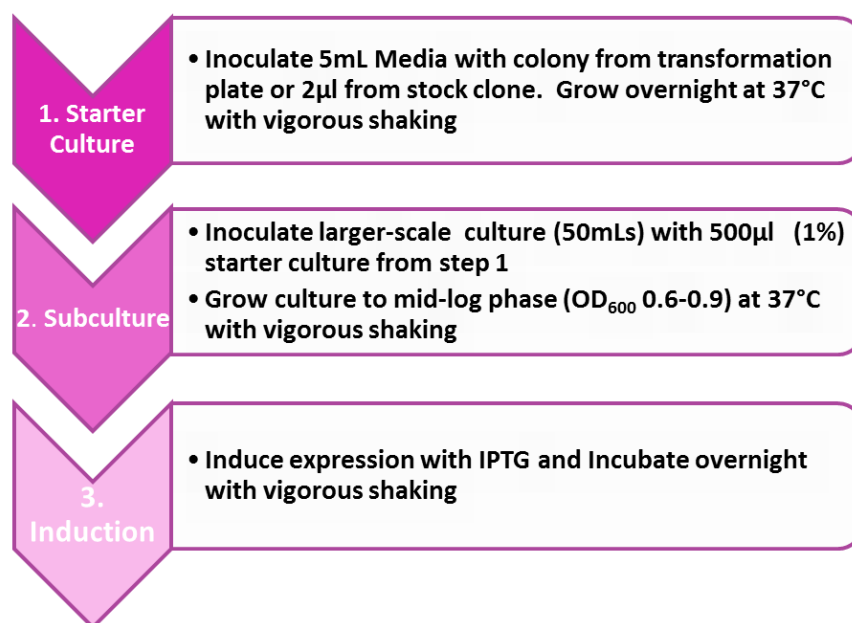 1. Starter
Culture
• Inoculate 5mL Media with colony from transformation
plate or 2µl from stock clone.  Grow overnight at 37°C
with vigorous shaking
2. Subculture
• Inoculate larger-scale  culture (50mLs) with 500µl   (1%)
starter culture from step 1
• Grow culture to mid-log phase (OD₆₀₀ 0.6-0.9) at 37°C
with vigorous shaking
3.
Induction
• Induce expression with IPTG and Incubate overnight
with vigorous shaking